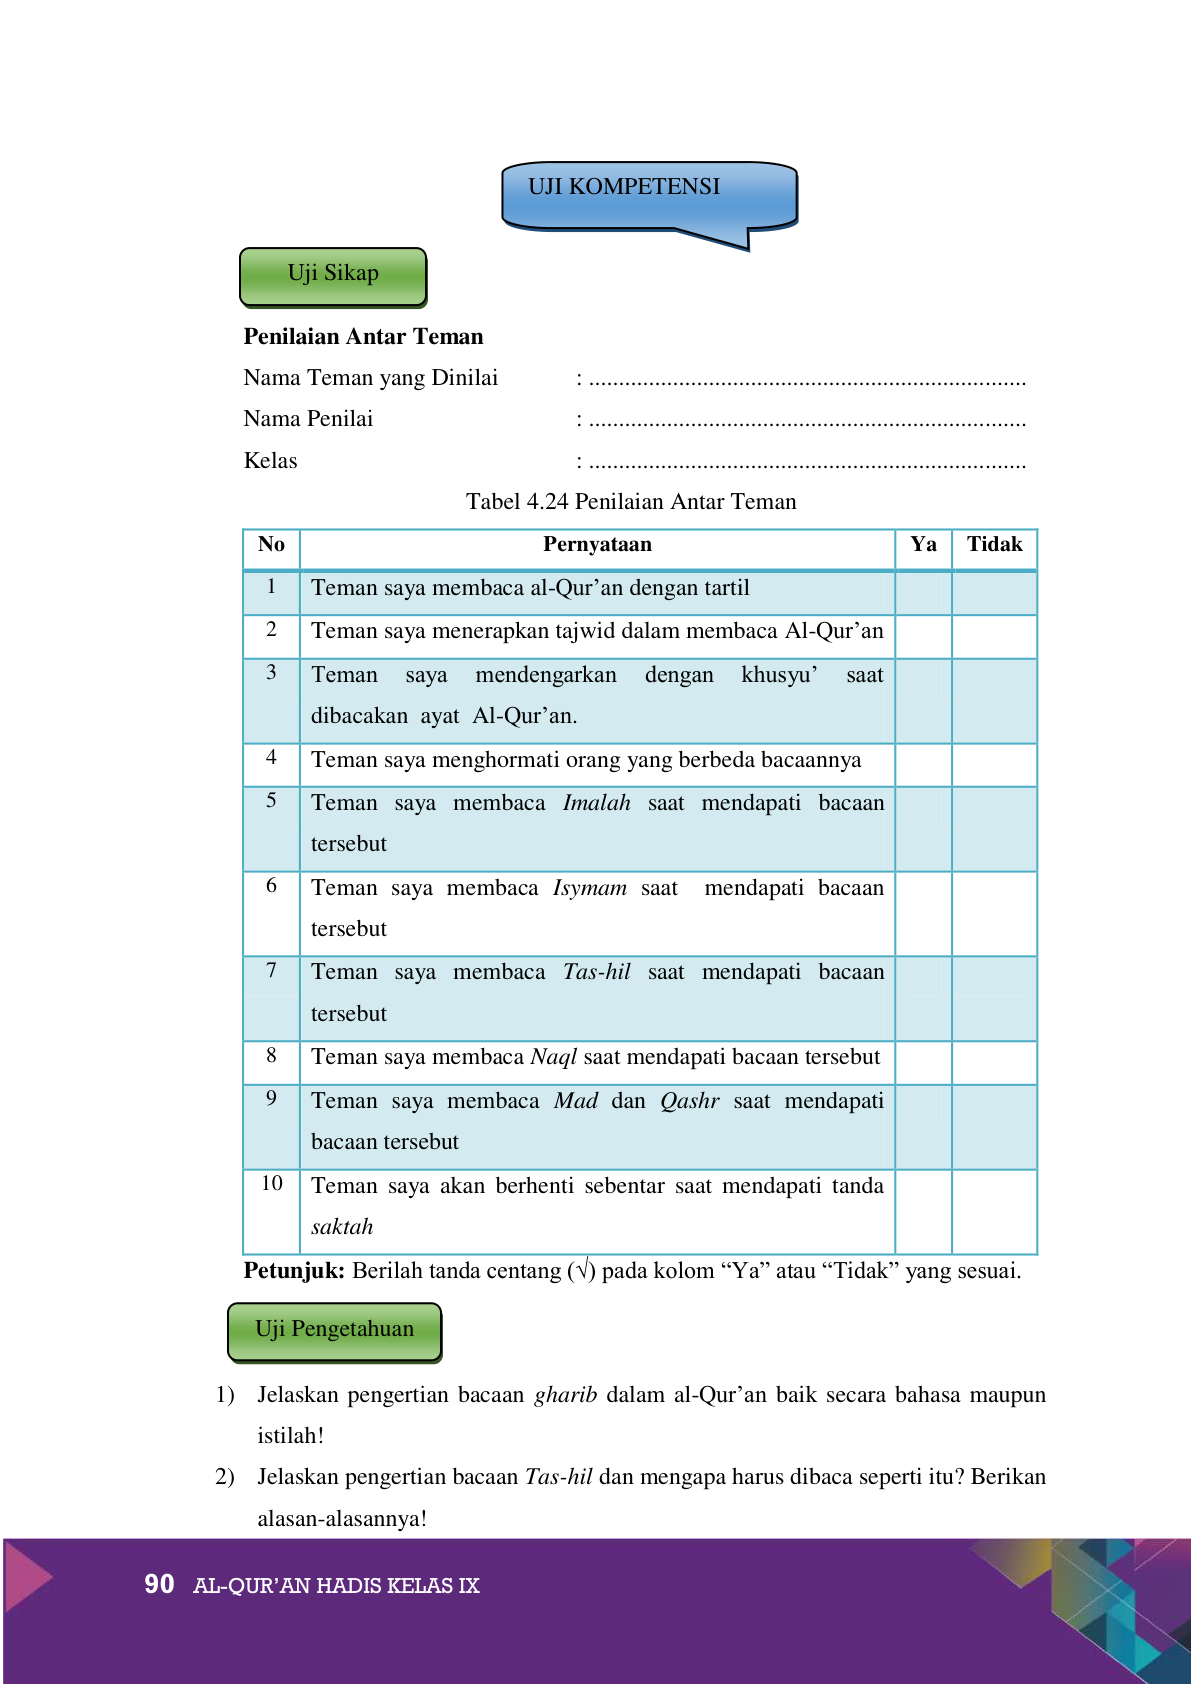 UJI KOMPETENSI
Uji Sikap
Penilaian Antar Teman
Nama Teman yang Dinilai : .........................................................................
Nama Penilai : .........................................................................
Kelas : .........................................................................
Tabel 4.24 Penilaian Antar Teman
No Pernyataan Ya Tidak
1 Teman saya membaca al-Qur’an dengan tartil
2 Teman saya menerapkan tajwid dalam membaca Al-Qur’an
3 Teman saya mendengarkan dengan khusyu’ saat
dibacakan ayat Al-Qur’an.
4 Teman saya menghormati orang yang berbeda bacaannya
5 Teman saya membaca Imalah saat mendapati bacaan
tersebut
6 Teman saya membaca Isymam saat mendapati bacaan
tersebut
7 Teman saya membaca Tas-hil saat mendapati bacaan
tersebut
8 Teman saya membaca Naql saat mendapati bacaan tersebut
9 Teman saya membaca Mad dan Qashr saat mendapati
bacaan tersebut
10 Teman saya akan berhenti sebentar saat mendapati tanda
saktah
Petunjuk: Berilah tanda centang (√) pada kolom “Ya” atau “Tidak” yang sesuai.
Uji Pengetahuan
1) Jelaskan pengertian bacaan gharib dalam al-Qur’an baik secara bahasa maupun
istilah!
2) Jelaskan pengertian bacaan Tas-hil dan mengapa harus dibaca seperti itu? Berikan
alasan-alasannya!
90 AL-QUR’AN HADIS KELAS IX